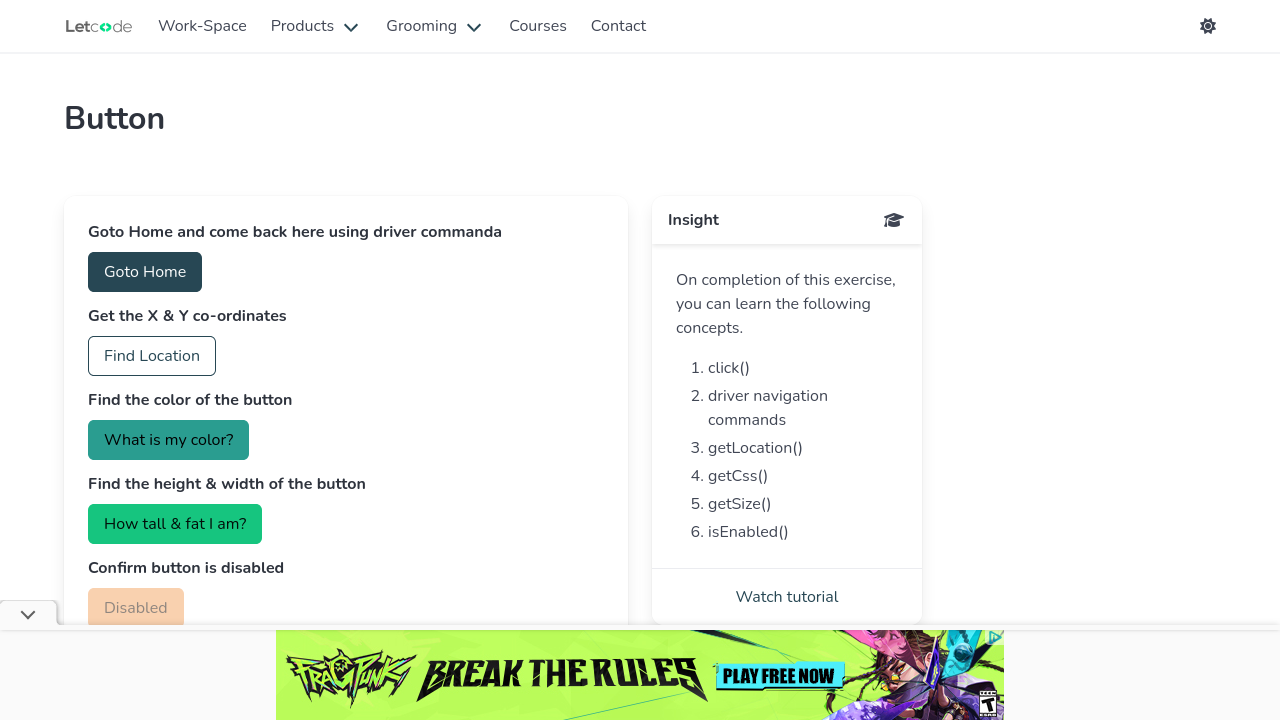 Letcode Work-Space Products Grooming Courses Contact
Button
Goto Home and come back here using driver commanda
Goto Home
Get the X & Y co-ordinates
Find Location
Find the color of the button
What is my color?
Find the height & width of the button
How tall & fat I am?
Confirm button is disabled
Disabled
Insight
On completion of this exercise,
you can learn the following
concepts.
1. click()
2. driver navigation
commands
3. getLocation()
4. getCss()
5. getSize()
6. isEnabled()
Watch tutorial
FRAGPUNK BREAK THE RULES PLAY FREE NOW
TEEN
T
ESRB